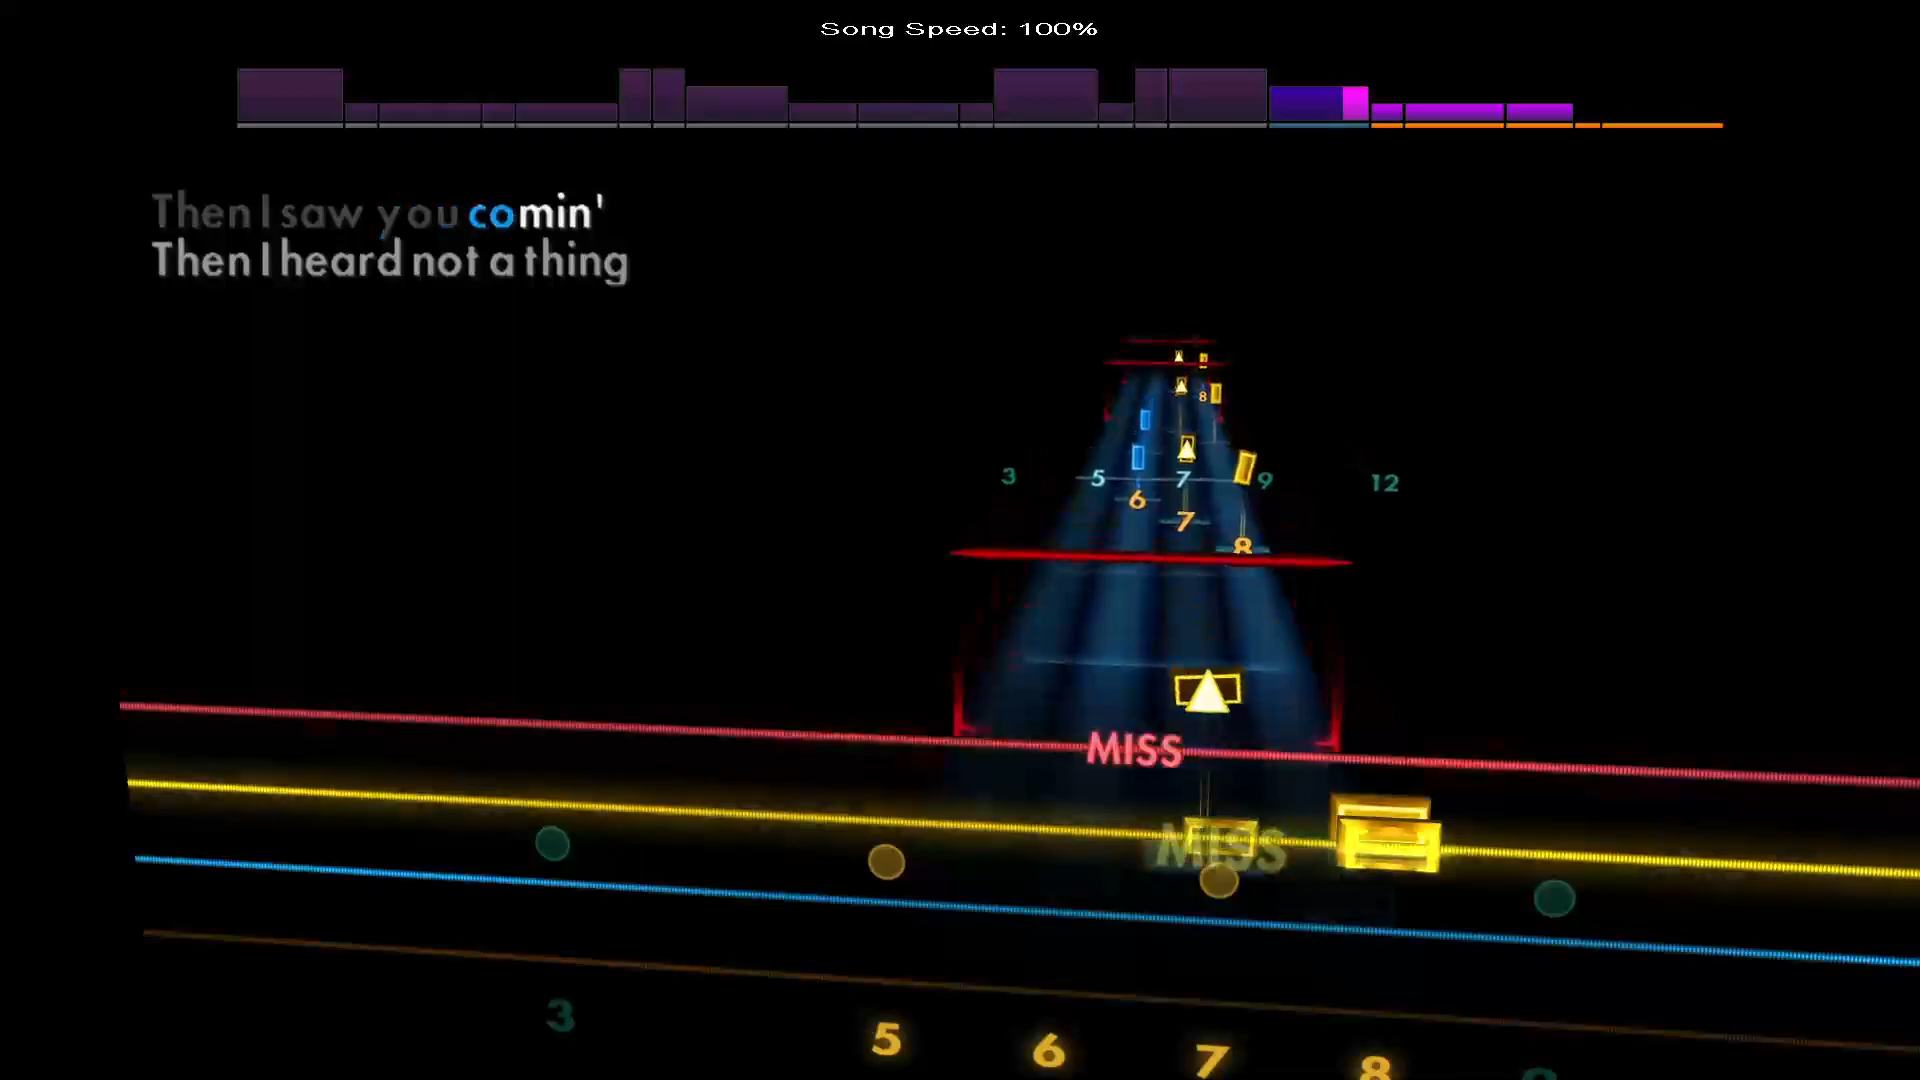 Song Speed: 100%
Then I saw you comin'
Then I heard not a thing
8
3 5 7 9 12
6
7
8
MISS
MISS
3 5 6 7 8